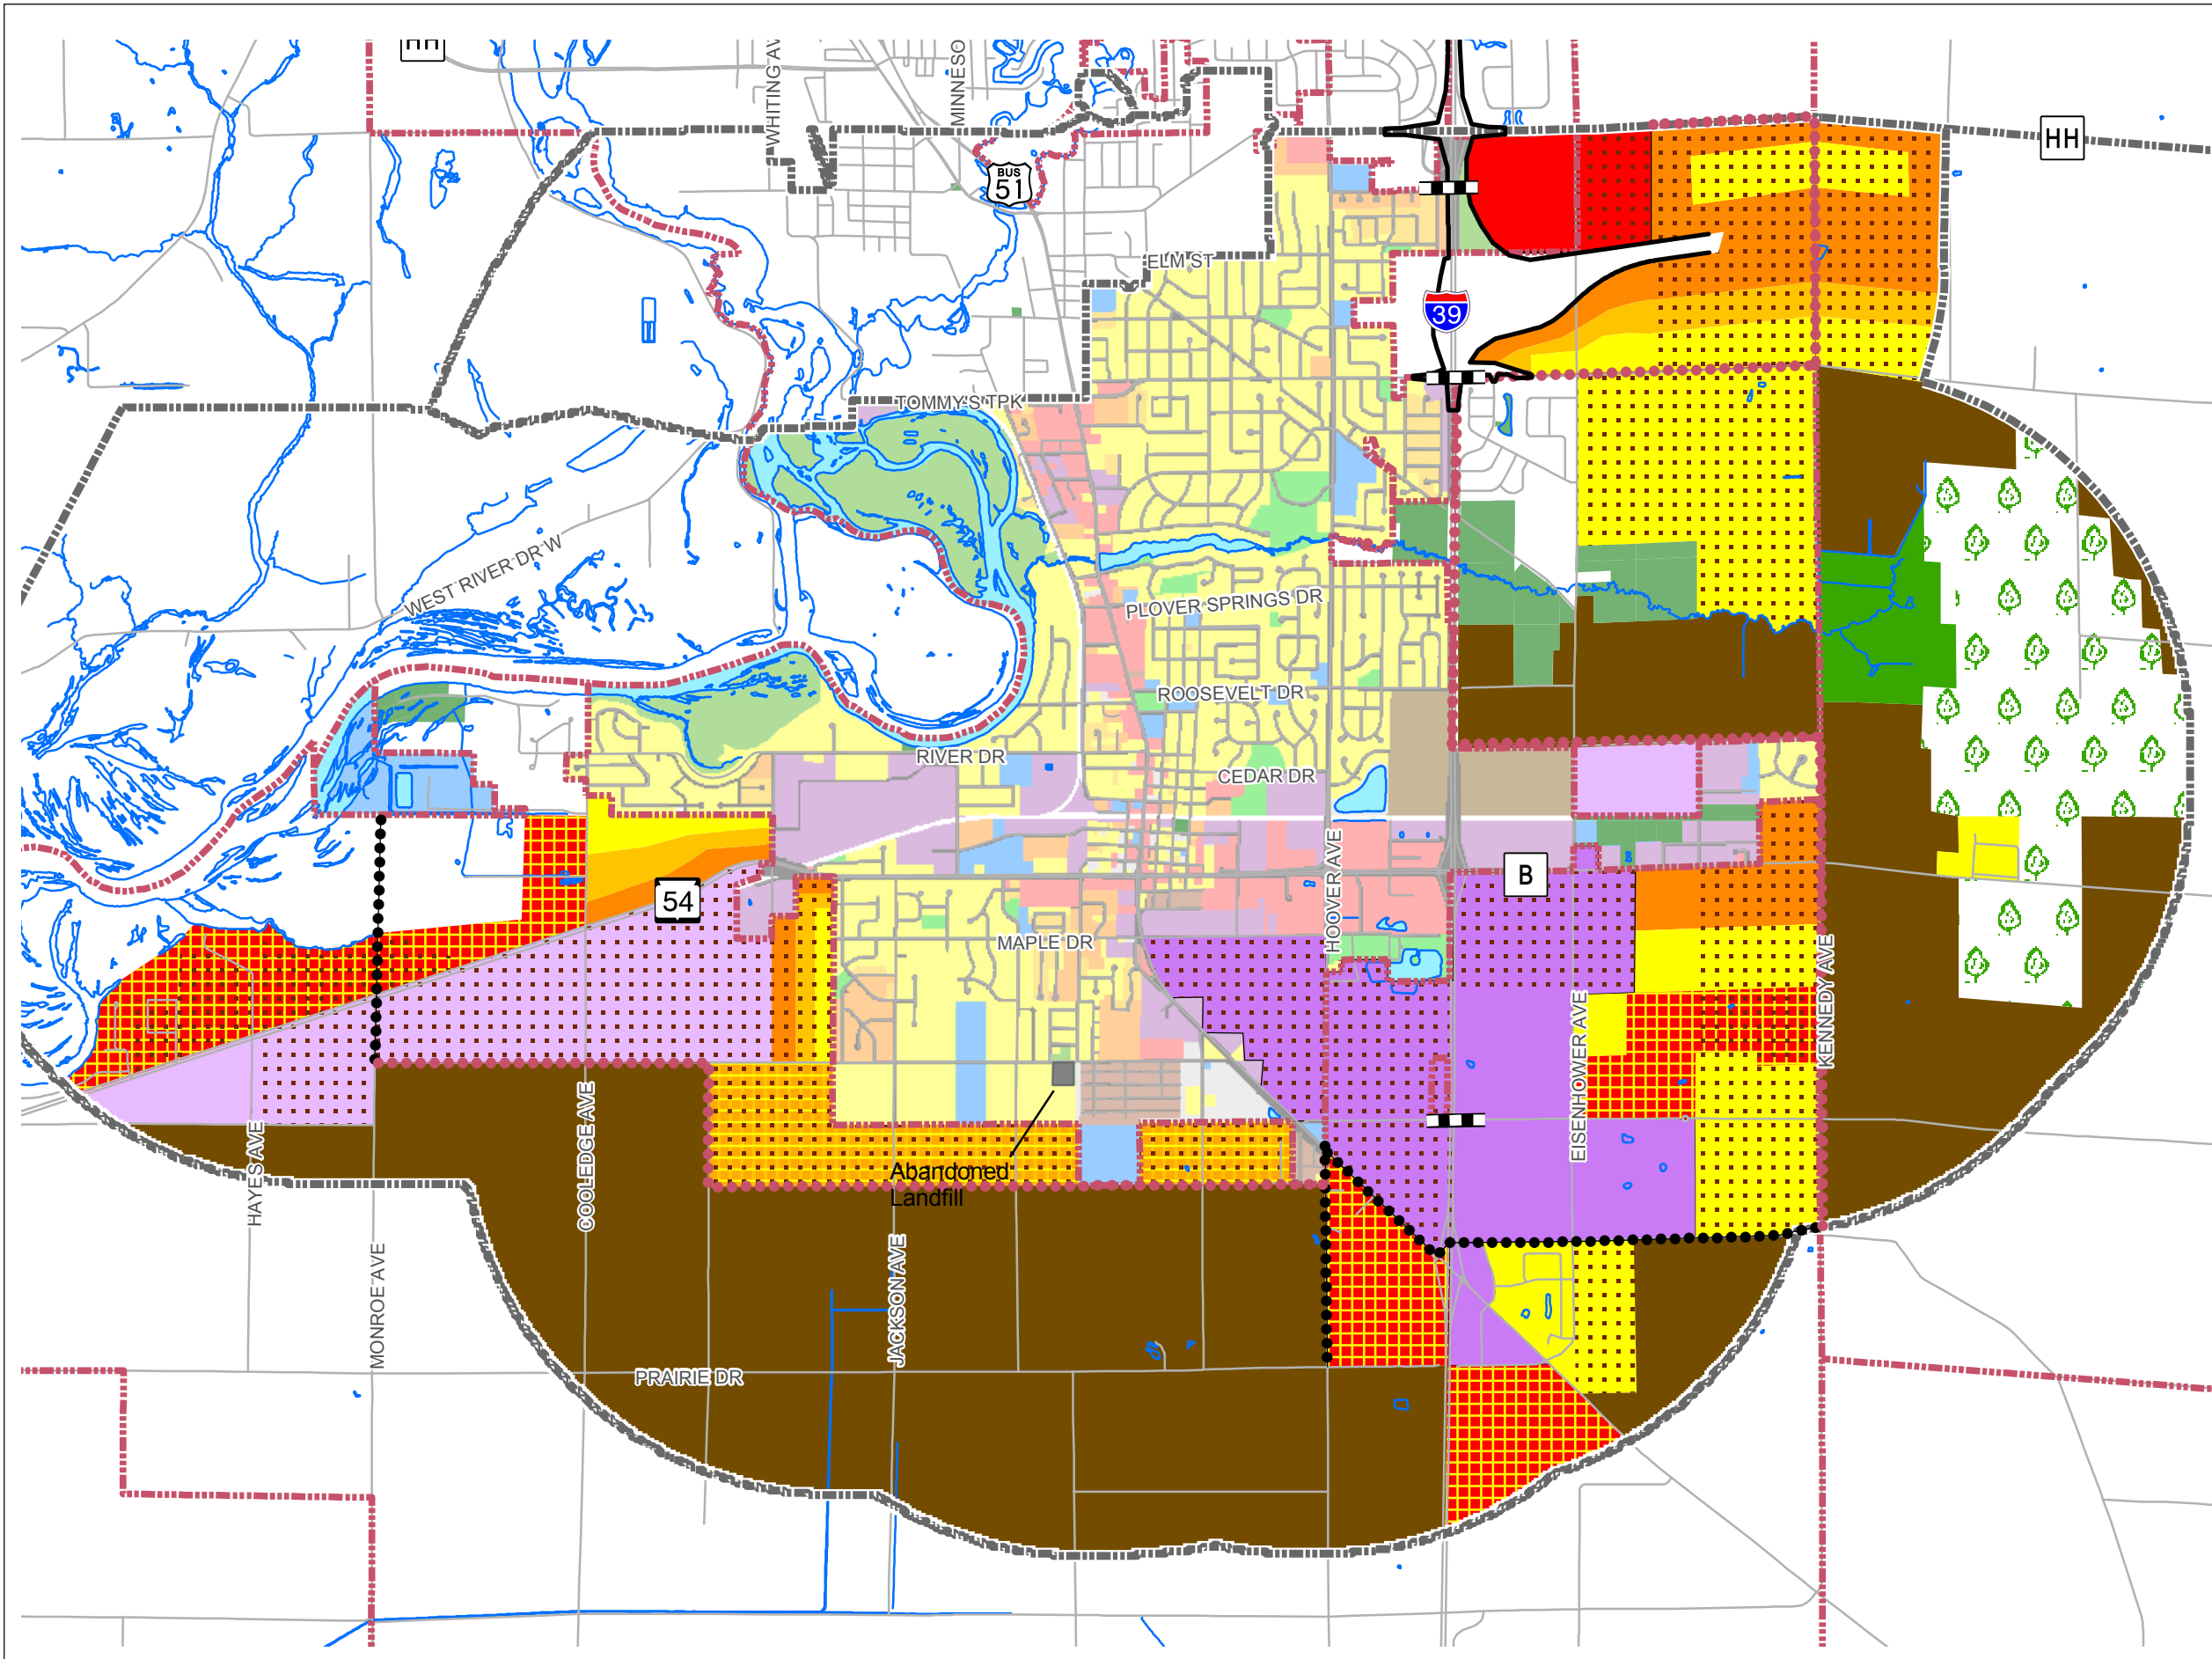 HH
WHITING AV
MINNESO
HH
BUS
51
ELM ST
39
TOMMY'S TPK
WEST RIVER DR W
PLOVER SPRINGS DR
ROOSEVELT DR
RIVER DR
CEDAR DR
HOOVER AVE
B
54
MAPLE DR
KENNEDY AVE
EISENHOWER AVE
COOLEDGE AVE
HAYES AVE
Abandoned
Landfill
MONROE AVE
JACKSON AVE
PRAIRIE DR